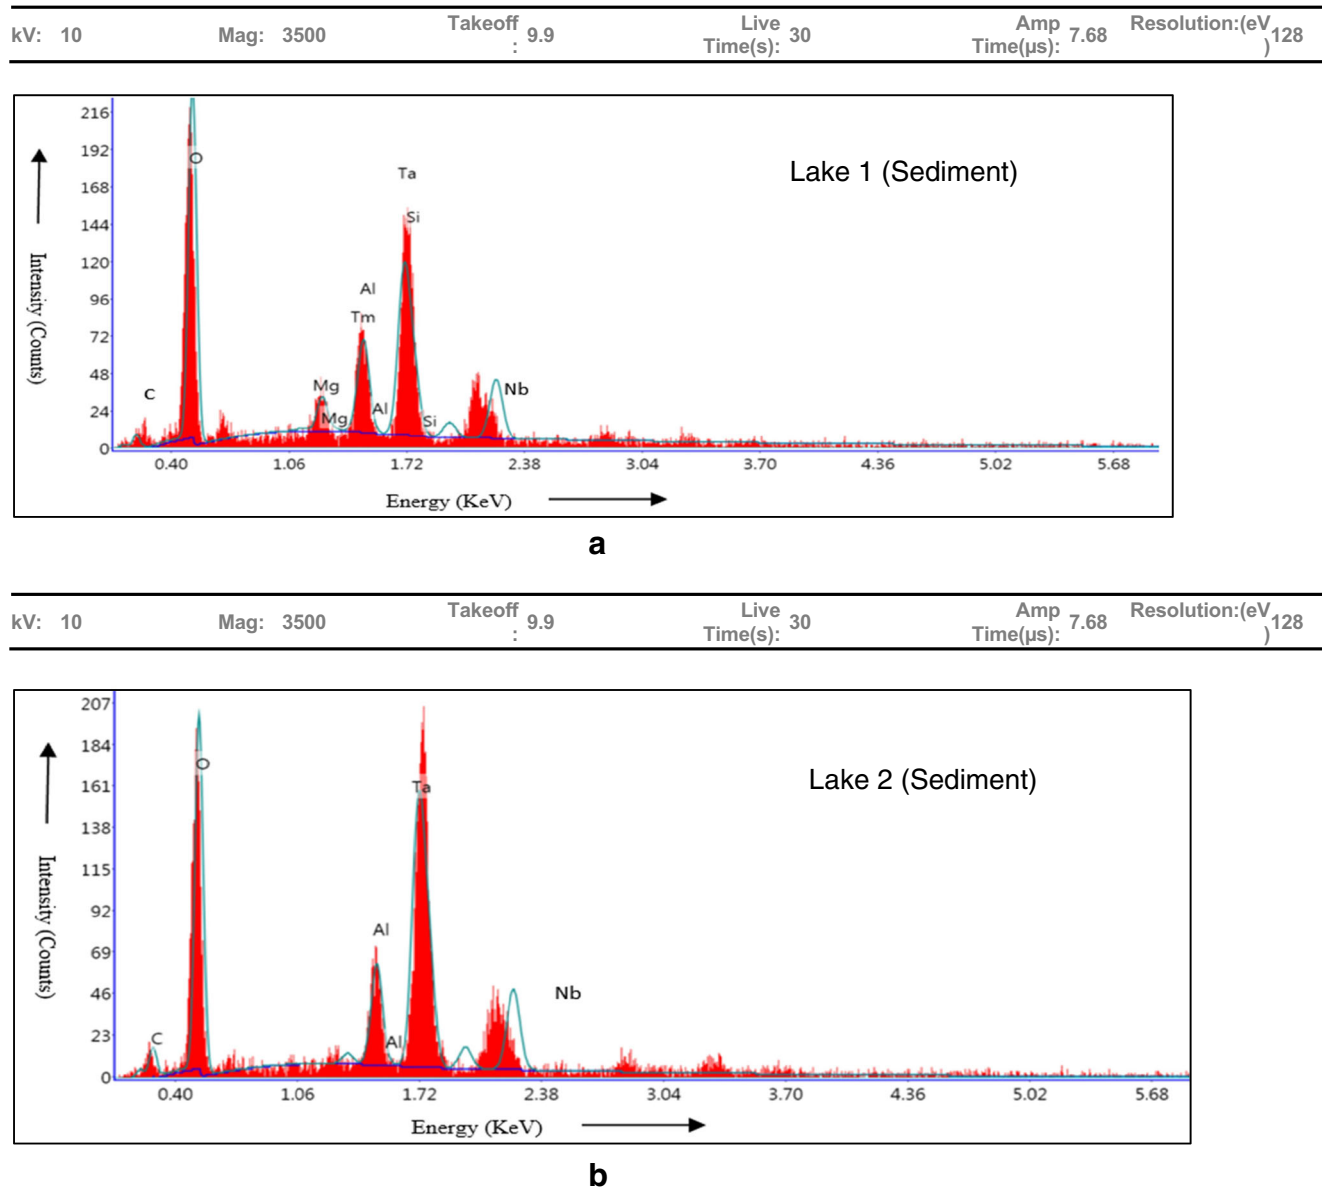 kV: 10 Mag: 3500 Takeoff : 9.9 Live Time(s): 30 Amp Time(µs): 7.68 Resolution:(eV ) 128
216
192
168
144
120
96
72
48
24
0
Intensity (Counts)
Lake 1 (Sediment)
C
O
Mg
Mg
Al
Tm
Al
Ta
Si
Si
Nb
0.40 1.06 1.72 2.38 3.04 3.70 4.36 5.02 5.68
Energy (KeV)
a
kV: 10 Mag: 3500 Takeoff : 9.9 Live Time(s): 30 Amp Time(µs): 7.68 Resolution:(eV ) 128
207
184
161
138
115
92
69
46
23
0
Intensity (Counts)
Lake 2 (Sediment)
C
O
Al
Al
Ta
Nb
0.40 1.06 1.72 2.38 3.04 3.70 4.36 5.02 5.68
Energy (KeV)
b